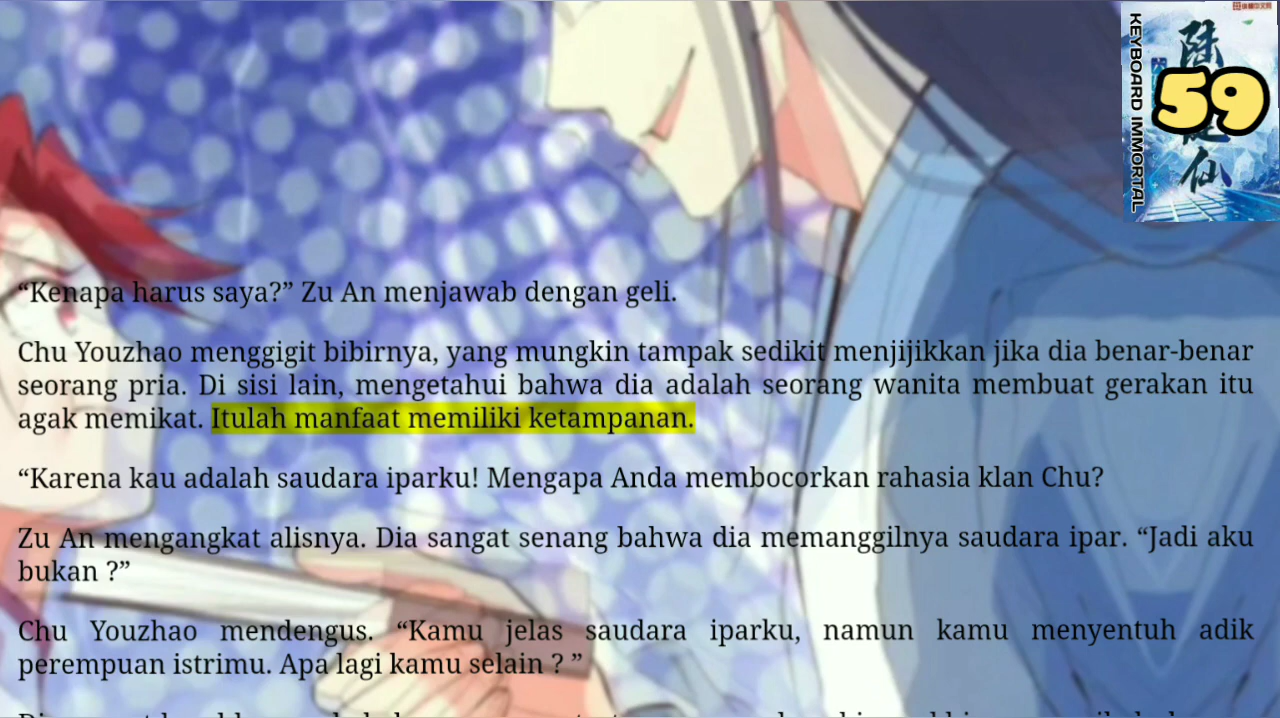 KEYBOARD IMMORTAL
59
仙
“Kenapa harus saya?” Zu An menjawab dengan geli.
Chu Youzhao menggigit bibirnya, yang mungkin tampak sedikit menjijikkan jika dia benar-benar
seorang pria. Di sisi lain, mengetahui bahwa dia adalah seorang wanita membuat gerakan itu
agak memikat. Itulah manfaat memiliki ketampanan.
“Karena kau adalah saudara iparku! Mengapa Anda membocorkan rahasia klan Chu?
Zu An mengangkat alisnya. Dia sangat senang bahwa dia memanggilnya saudara ipar. “Jadi aku
bukan ?”
Chu Youzhao mendengus. “Kamu jelas saudara iparku, namun kamu menyentuh adik
perempuan istrimu. Apa lagi kamu selain ? ”